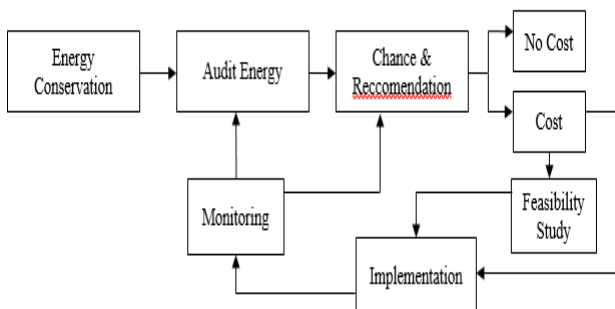 Energy
Conservation
Audit Energy
Chance &
Reccomendation
No Cost
Cost
Feasibility
Study
Monitoring
Implementation